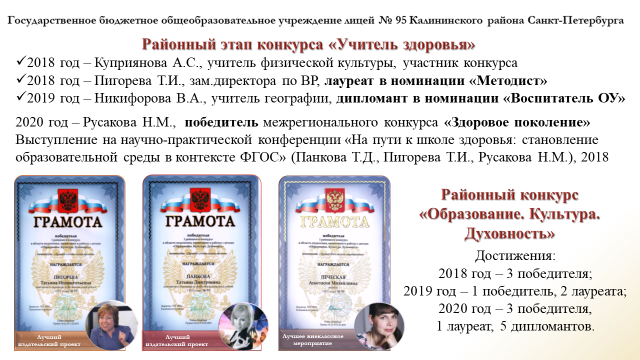 Государственное бюджетное общеобразовательное учреждение лицей № 95 Калининского района Санкт-Петербурга
Районный этап конкурса «Учитель здоровья»
✓2018 год – Куприянова А.С., учитель физической культуры, участник конкурса
✓2018 год – Пигорева Т.И., зам.директора по ВР, лауреат в номинации «Методист»
✓2019 год – Никифорова В.А., учитель географии, дипломант в номинации «Воспитатель ОУ»
2020 год – Русакова Н.М., победитель межрегионального конкурса «Здоровое поколение»
Выступление на научно-практической конференции «На пути к школе здоровья: становление
образовательной среды в контексте ФГОС» (Панкова Т.Д., Пигорева Т.И., Русакова Н.М.), 2018
ГРАМОТА
НАГРАЖДАЕТСЯ
Лучший
издательский проект
ГРАМОТА
НАГРАЖДАЕТСЯ
ПАНКОВА
Лучший
издательский проект
ГРАМОТА
НАГРАЖДАЕТСЯ
Лучшее внеклассное
мероприятие
Районный конкурс
«Образование. Культура.
Духовность»
Достижения:
2018 год – 3 победителя;
2019 год – 1 победитель, 2 лауреата;
2020 год – 3 победителя,
1 лауреат, 5 дипломантов.